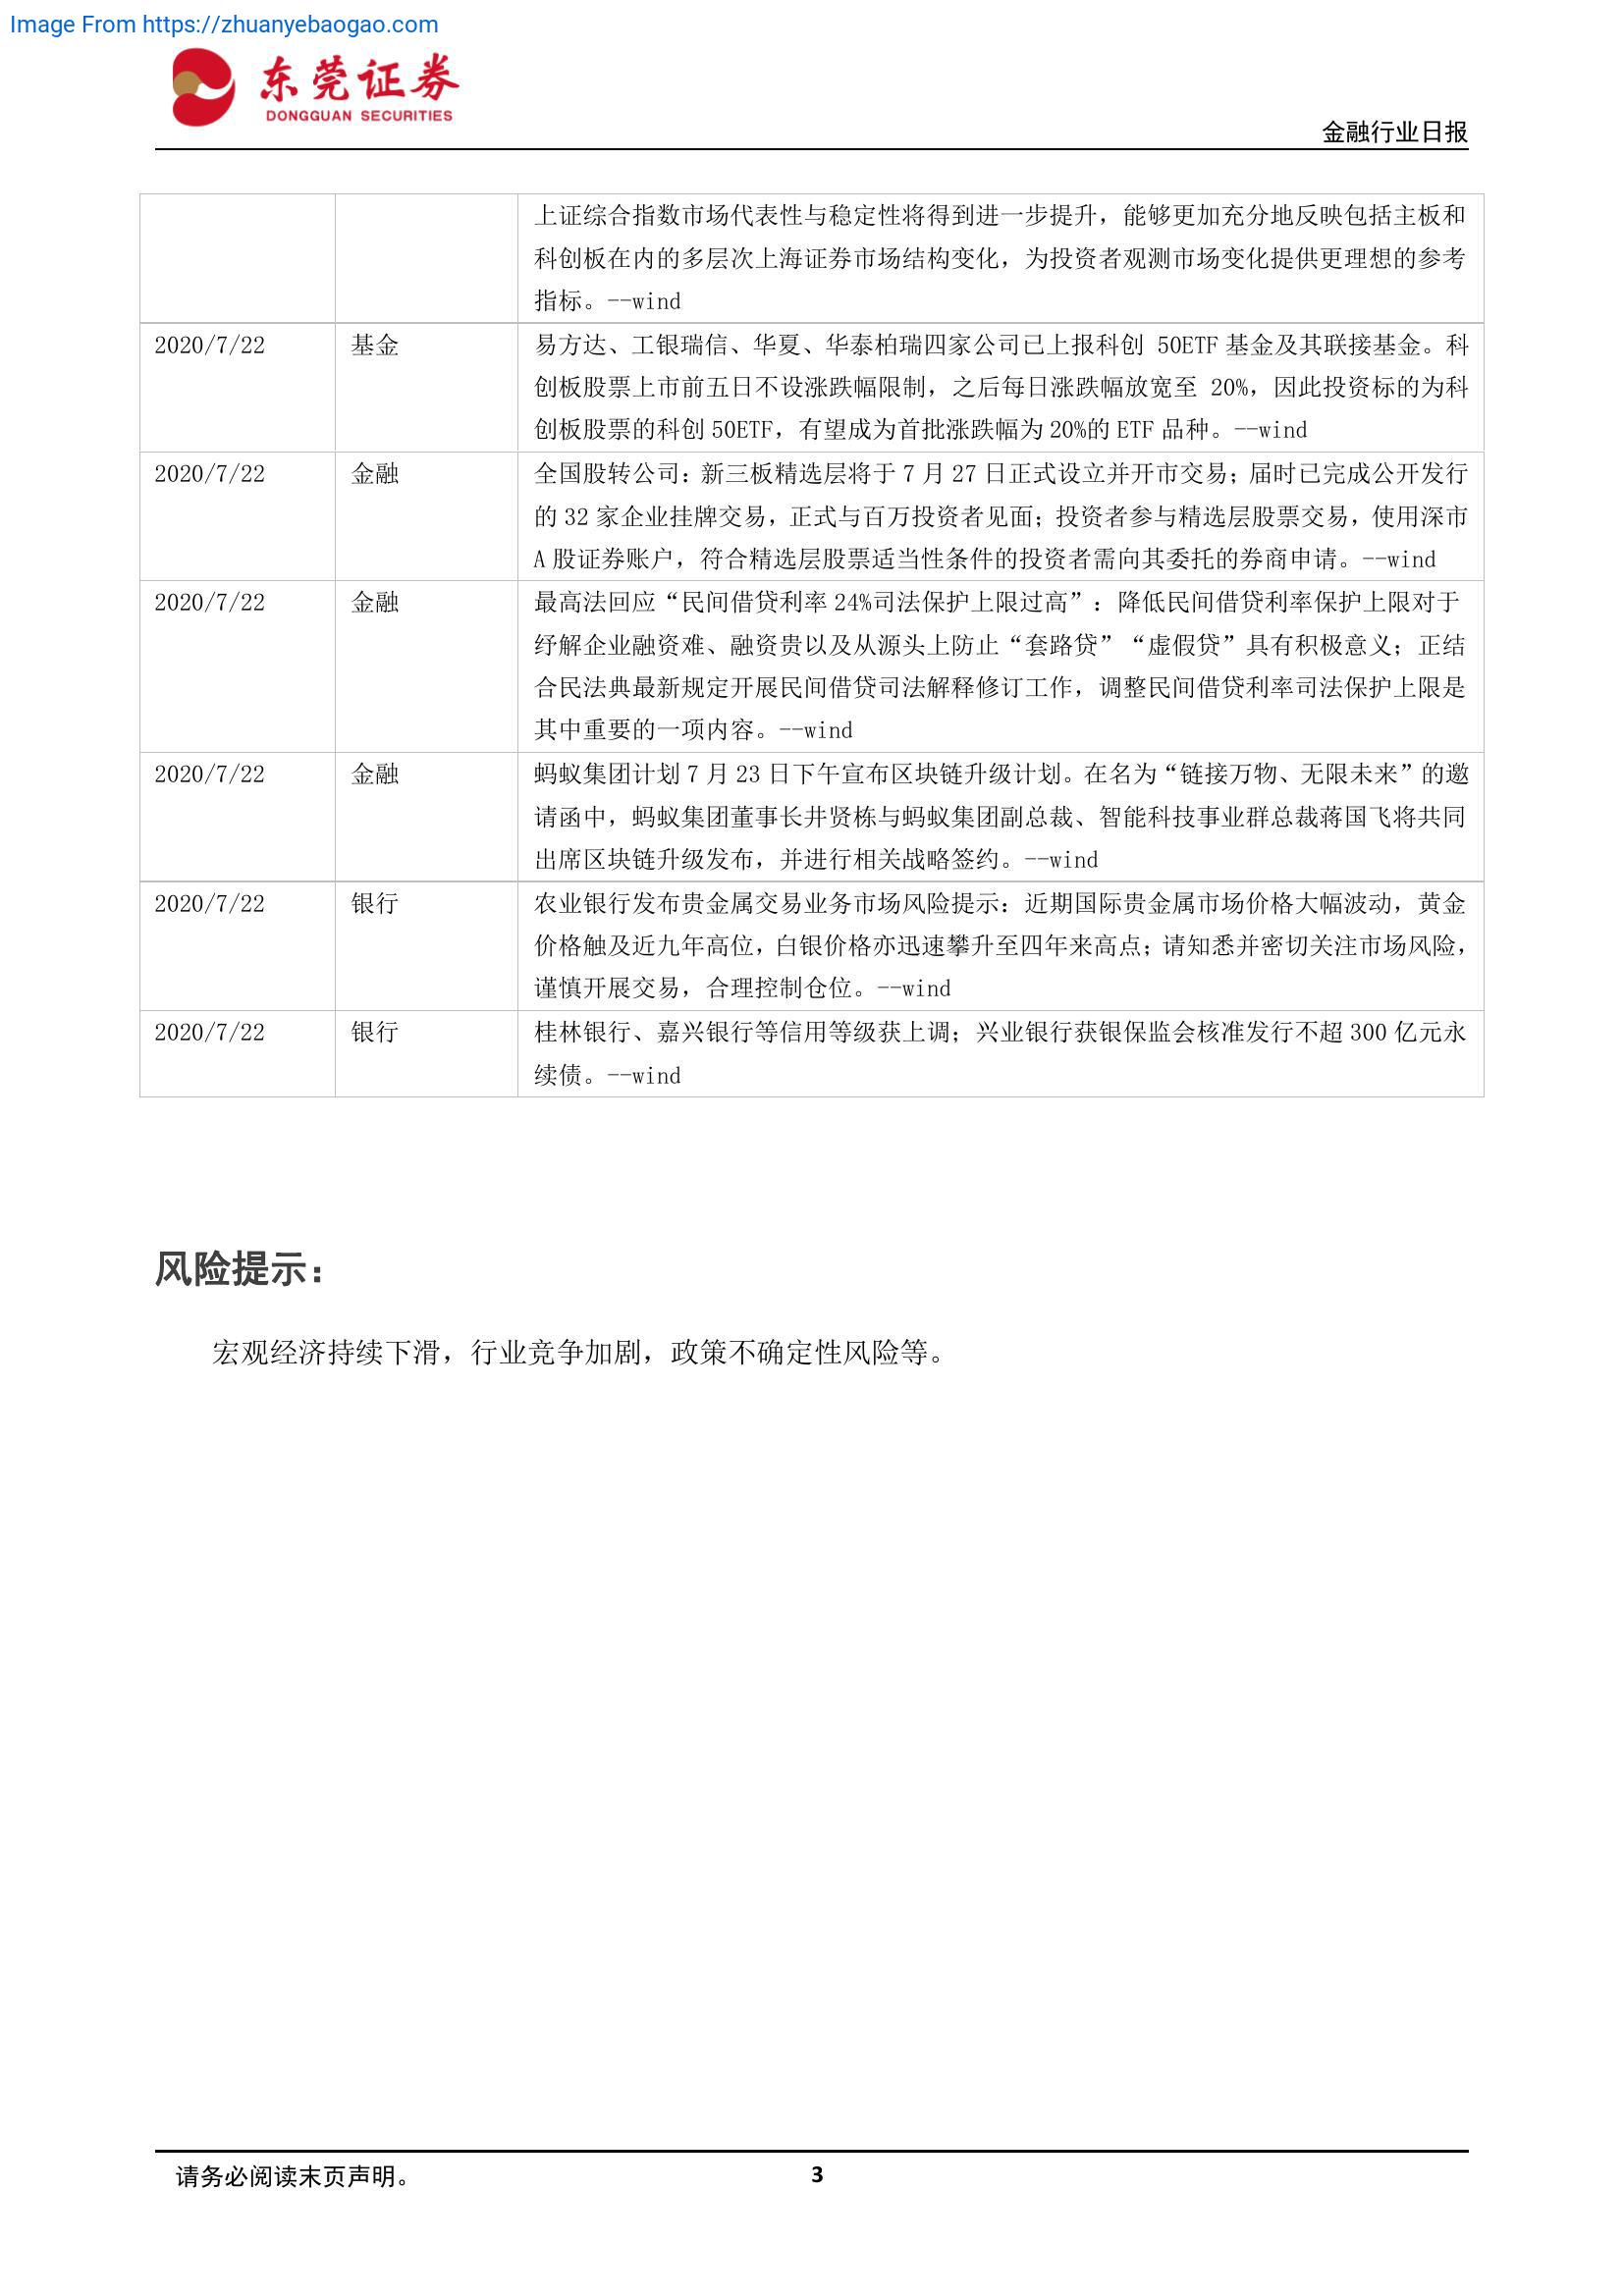 Image From https://zhuanyebaogao.com
东莞证券
DONGGUAN SECURITIES
金融行业日报
上证综合指数市场代表性与稳定性将得到进一步提升，能够更加充分地反映包括主板和
科创板在内的多层次上海证券市场结构变化，为投资者观测市场变化提供更理想的参考
指标。--wind
2020/7/22 基金 易方达、工银瑞信、华夏、华泰柏瑞四家公司已上报科创 50ETF 基金及其联接基金。科
创板股票上市前五日不设涨跌幅限制，之后每日涨跌幅放宽至 20%，因此投资标的为科
创板股票的科创 50ETF，有望成为首批涨跌幅为 20%的 ETF 品种。--wind
2020/7/22 金融 全国股转公司：新三板精选层将于 7 月 27 日正式设立并开市交易；届时已完成公开发行
的 32 家企业挂牌交易，正式与百万投资者见面；投资者参与精选层股票交易，使用深市
A 股证券账户，符合精选层股票适当性条件的投资者需向其委托的券商申请。--wind
2020/7/22 金融 最高法回应“民间借贷利率 24%司法保护上限过高”：降低民间借贷利率保护上限对于
纾解企业融资难、融资贵以及从源头上防止“套路贷”“虚假贷”具有积极意义；正结
合民法典最新规定开展民间借贷司法解释修订工作，调整民间借贷利率司法保护上限是
其中重要的一项内容。--wind
2020/7/22 金融 蚂蚁集团计划 7 月 23 日下午宣布区块链升级计划。在名为“链接万物、无限未来”的邀
请函中，蚂蚁集团董事长井贤栋与蚂蚁集团副总裁、智能科技事业群总裁蒋国飞将共同
出席区块链升级发布，并进行相关战略签约。--wind
2020/7/22 银行 农业银行发布贵金属交易业务市场风险提示：近期国际贵金属市场价格大幅波动，黄金
价格触及近九年高位，白银价格亦迅速攀升至四年来高点；请知悉并密切关注市场风险，
谨慎开展交易，合理控制仓位。--wind
2020/7/22 银行 桂林银行、嘉兴银行等信用等级获上调；兴业银行获银保监会核准发行不超 300 亿元永
续债。--wind
风险提示：
宏观经济持续下滑，行业竞争加剧，政策不确定性风险等。
请务必阅读末页声明。
3